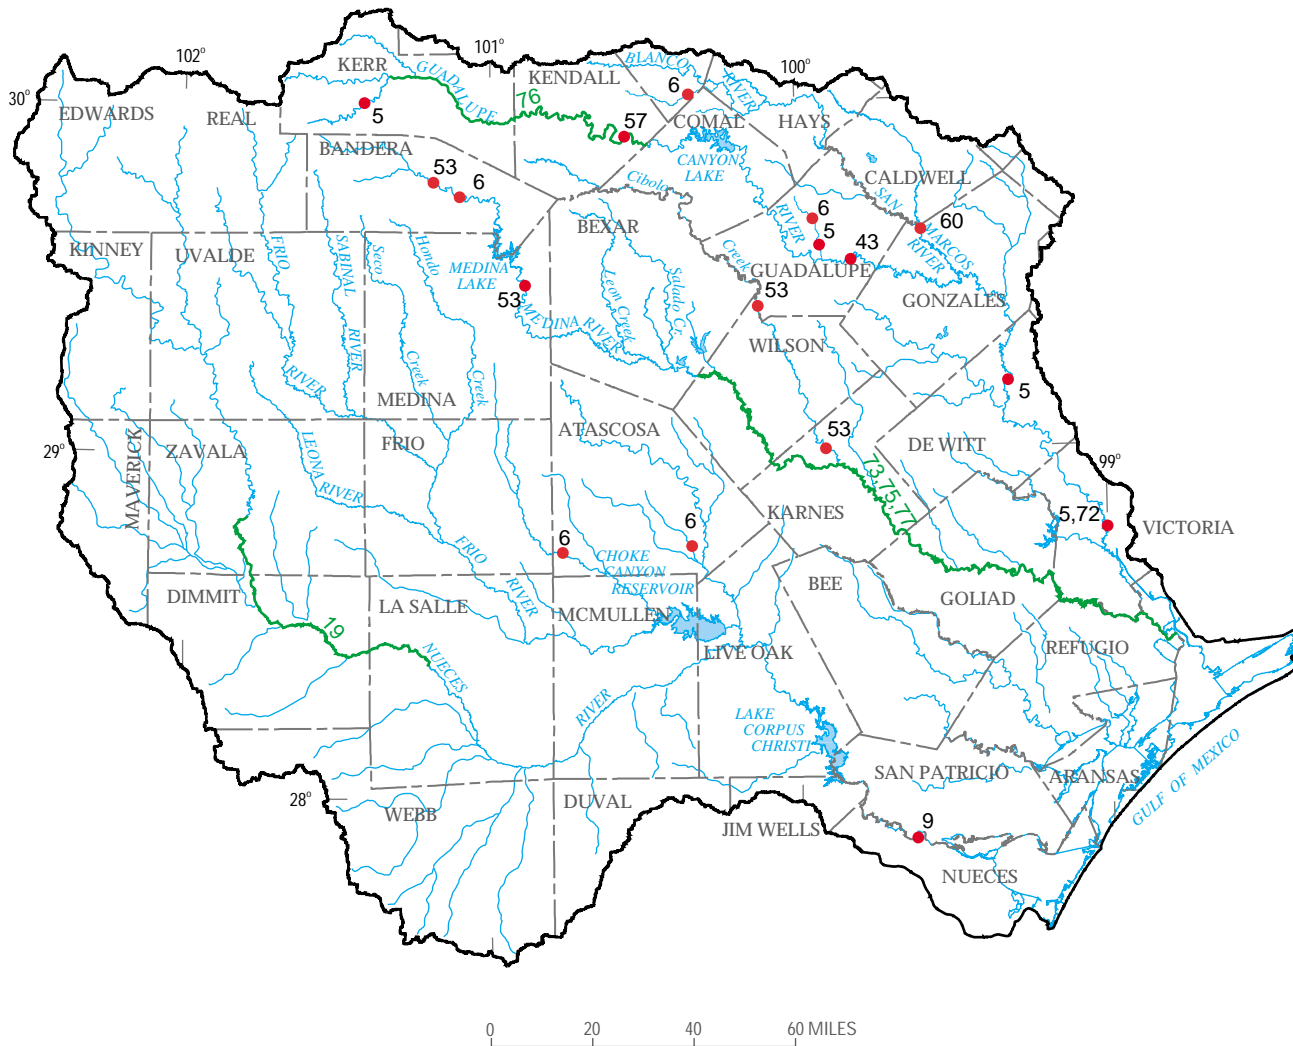 102°
101°
100°
30°
KERR
GUADALUPE
KENDALL
BLANCO
RIVER
EDWARDS
REAL
5
76
57
6
COMAL
HAYS
BANDERA
CANYON
LAKE
CALDWELL
53
6
Cibolo
Creek
SAN
MARCOS
RIVER
60
KINNEY
UVALDE
FRIO
RIVER
SABINAL
RIVER
Seco
Creek
Hondo
Creek
MEDINA
LAKE
BEXAR
RIVER
6
5
43
GUADALUPE
53
MEDINA RIVER
Leon Creek
Salado Cr.
53
GONZALES
WILSON
5
MEDINA
29°
MAVERICK
ZAVALA
LEONA
RIVER
FRIO
ATASCOSA
53
DE WITT
99°
73,75,77
KARNES
5,72
VICTORIA
6
6
FRIO
RIVER
CHOKE
CANYON
RESERVOIR
BEE
GOLIAD
DIMMIT
LA SALLE
MCMULLEN
19
NUECES
RIVER
LIVE OAK
REFUGIO
LAKE
CORPUS
CHRISTI
SAN PATRICIO
ARANSAS
GULF OF MEXICO
28°
WEBB
DUVAL
JIM WELLS
9
NUECES
0 20 40 60 MILES